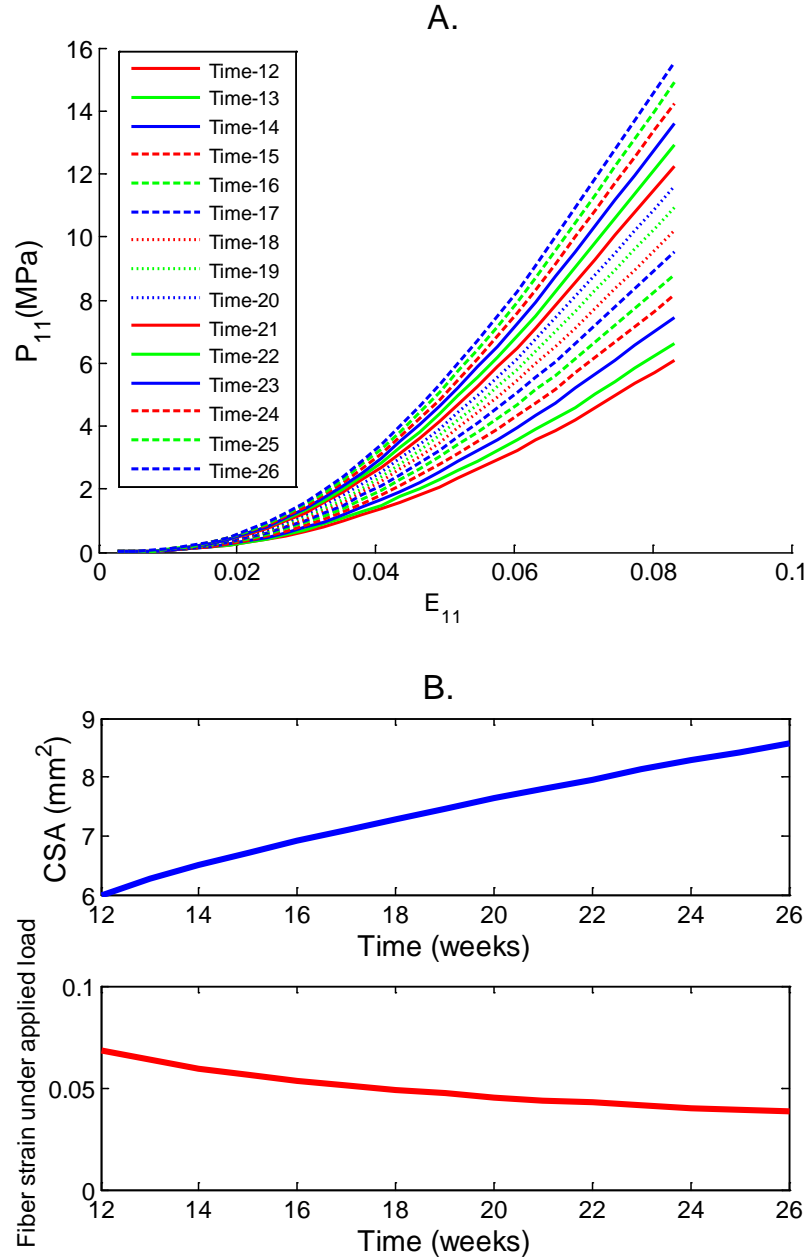 A.
16
14
12
10
8
6
4
2
0
P11(MPa)
Time-12
Time-13
Time-14
Time-15
Time-16
Time-17
Time-18
Time-19
Time-20
Time-21
Time-22
Time-23
Time-24
Time-25
Time-26
0 0.02 0.04 0.06 0.08 0.1
E11
B.
9
8
7
6
CSA (mm2)
12 14 16 18 20 22 24 26
Time (weeks)
0.1
0.05
0
Fiber strain under applied load
12 14 16 18 20 22 24 26
Time (weeks)